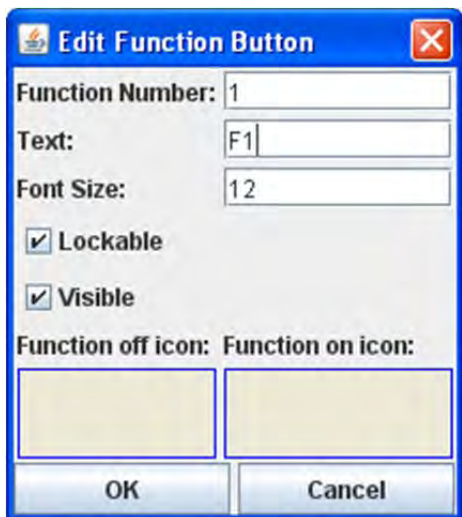 Edit Function Button
Function Number: 1
Text: F1
Font Size: 12
Lockable
Visible
Function off icon: Function on icon:
OK Cancel